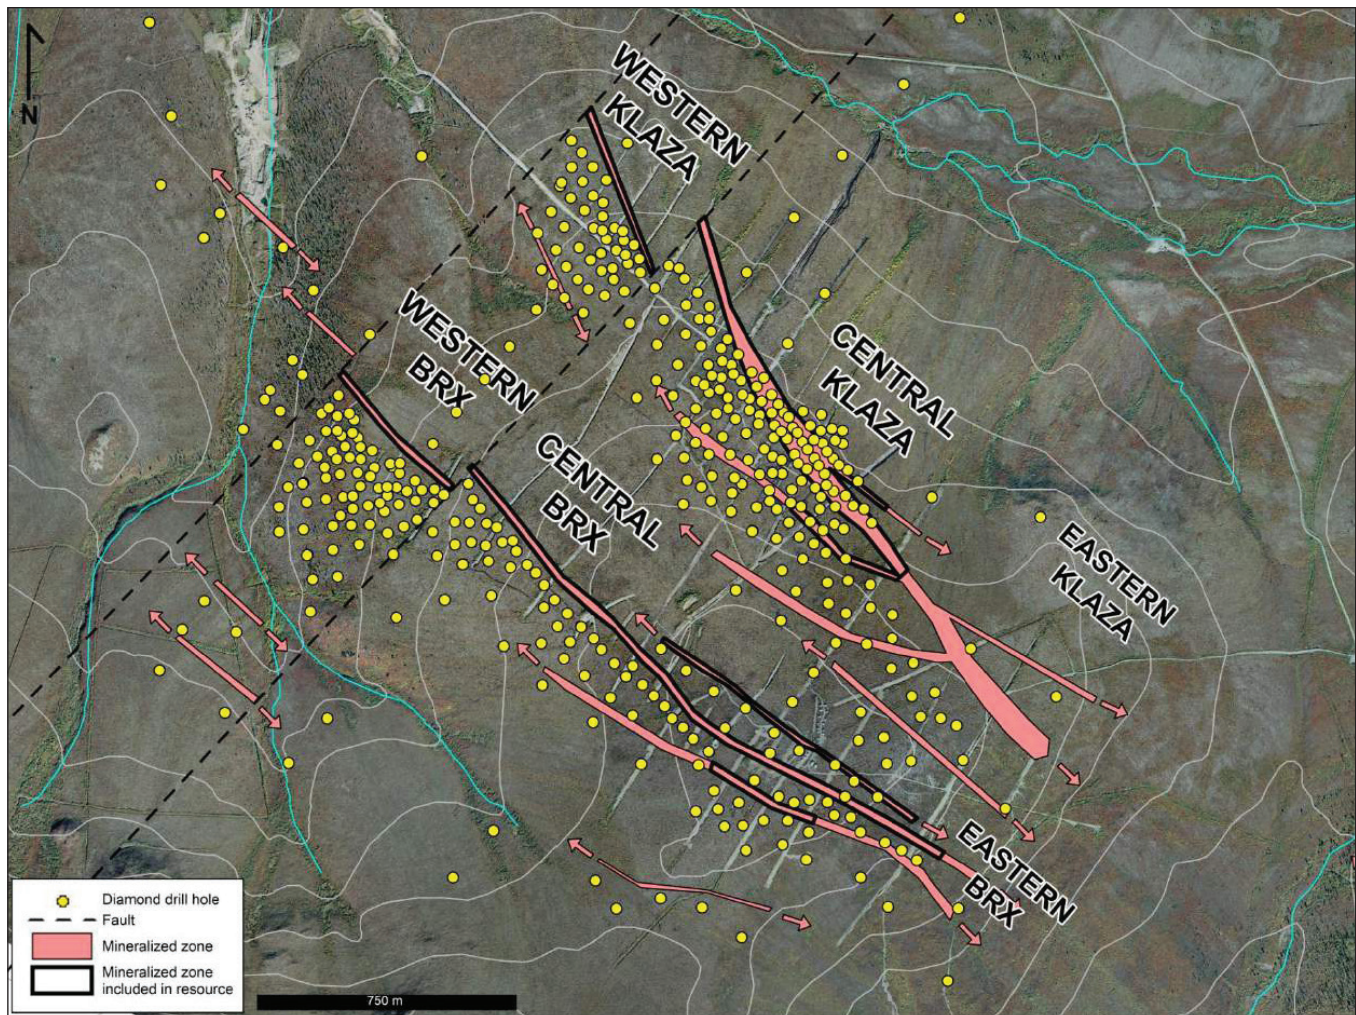 N
WESTERN
KLAZA
WESTERN
BRX
CENTRAL
KLAZA
CENTRAL
BRX
EASTERN
KLAZA
EASTERN
BRX
Diamond drill hole
Fault
Mineralized zone
Mineralized zone
included in resource
750 m